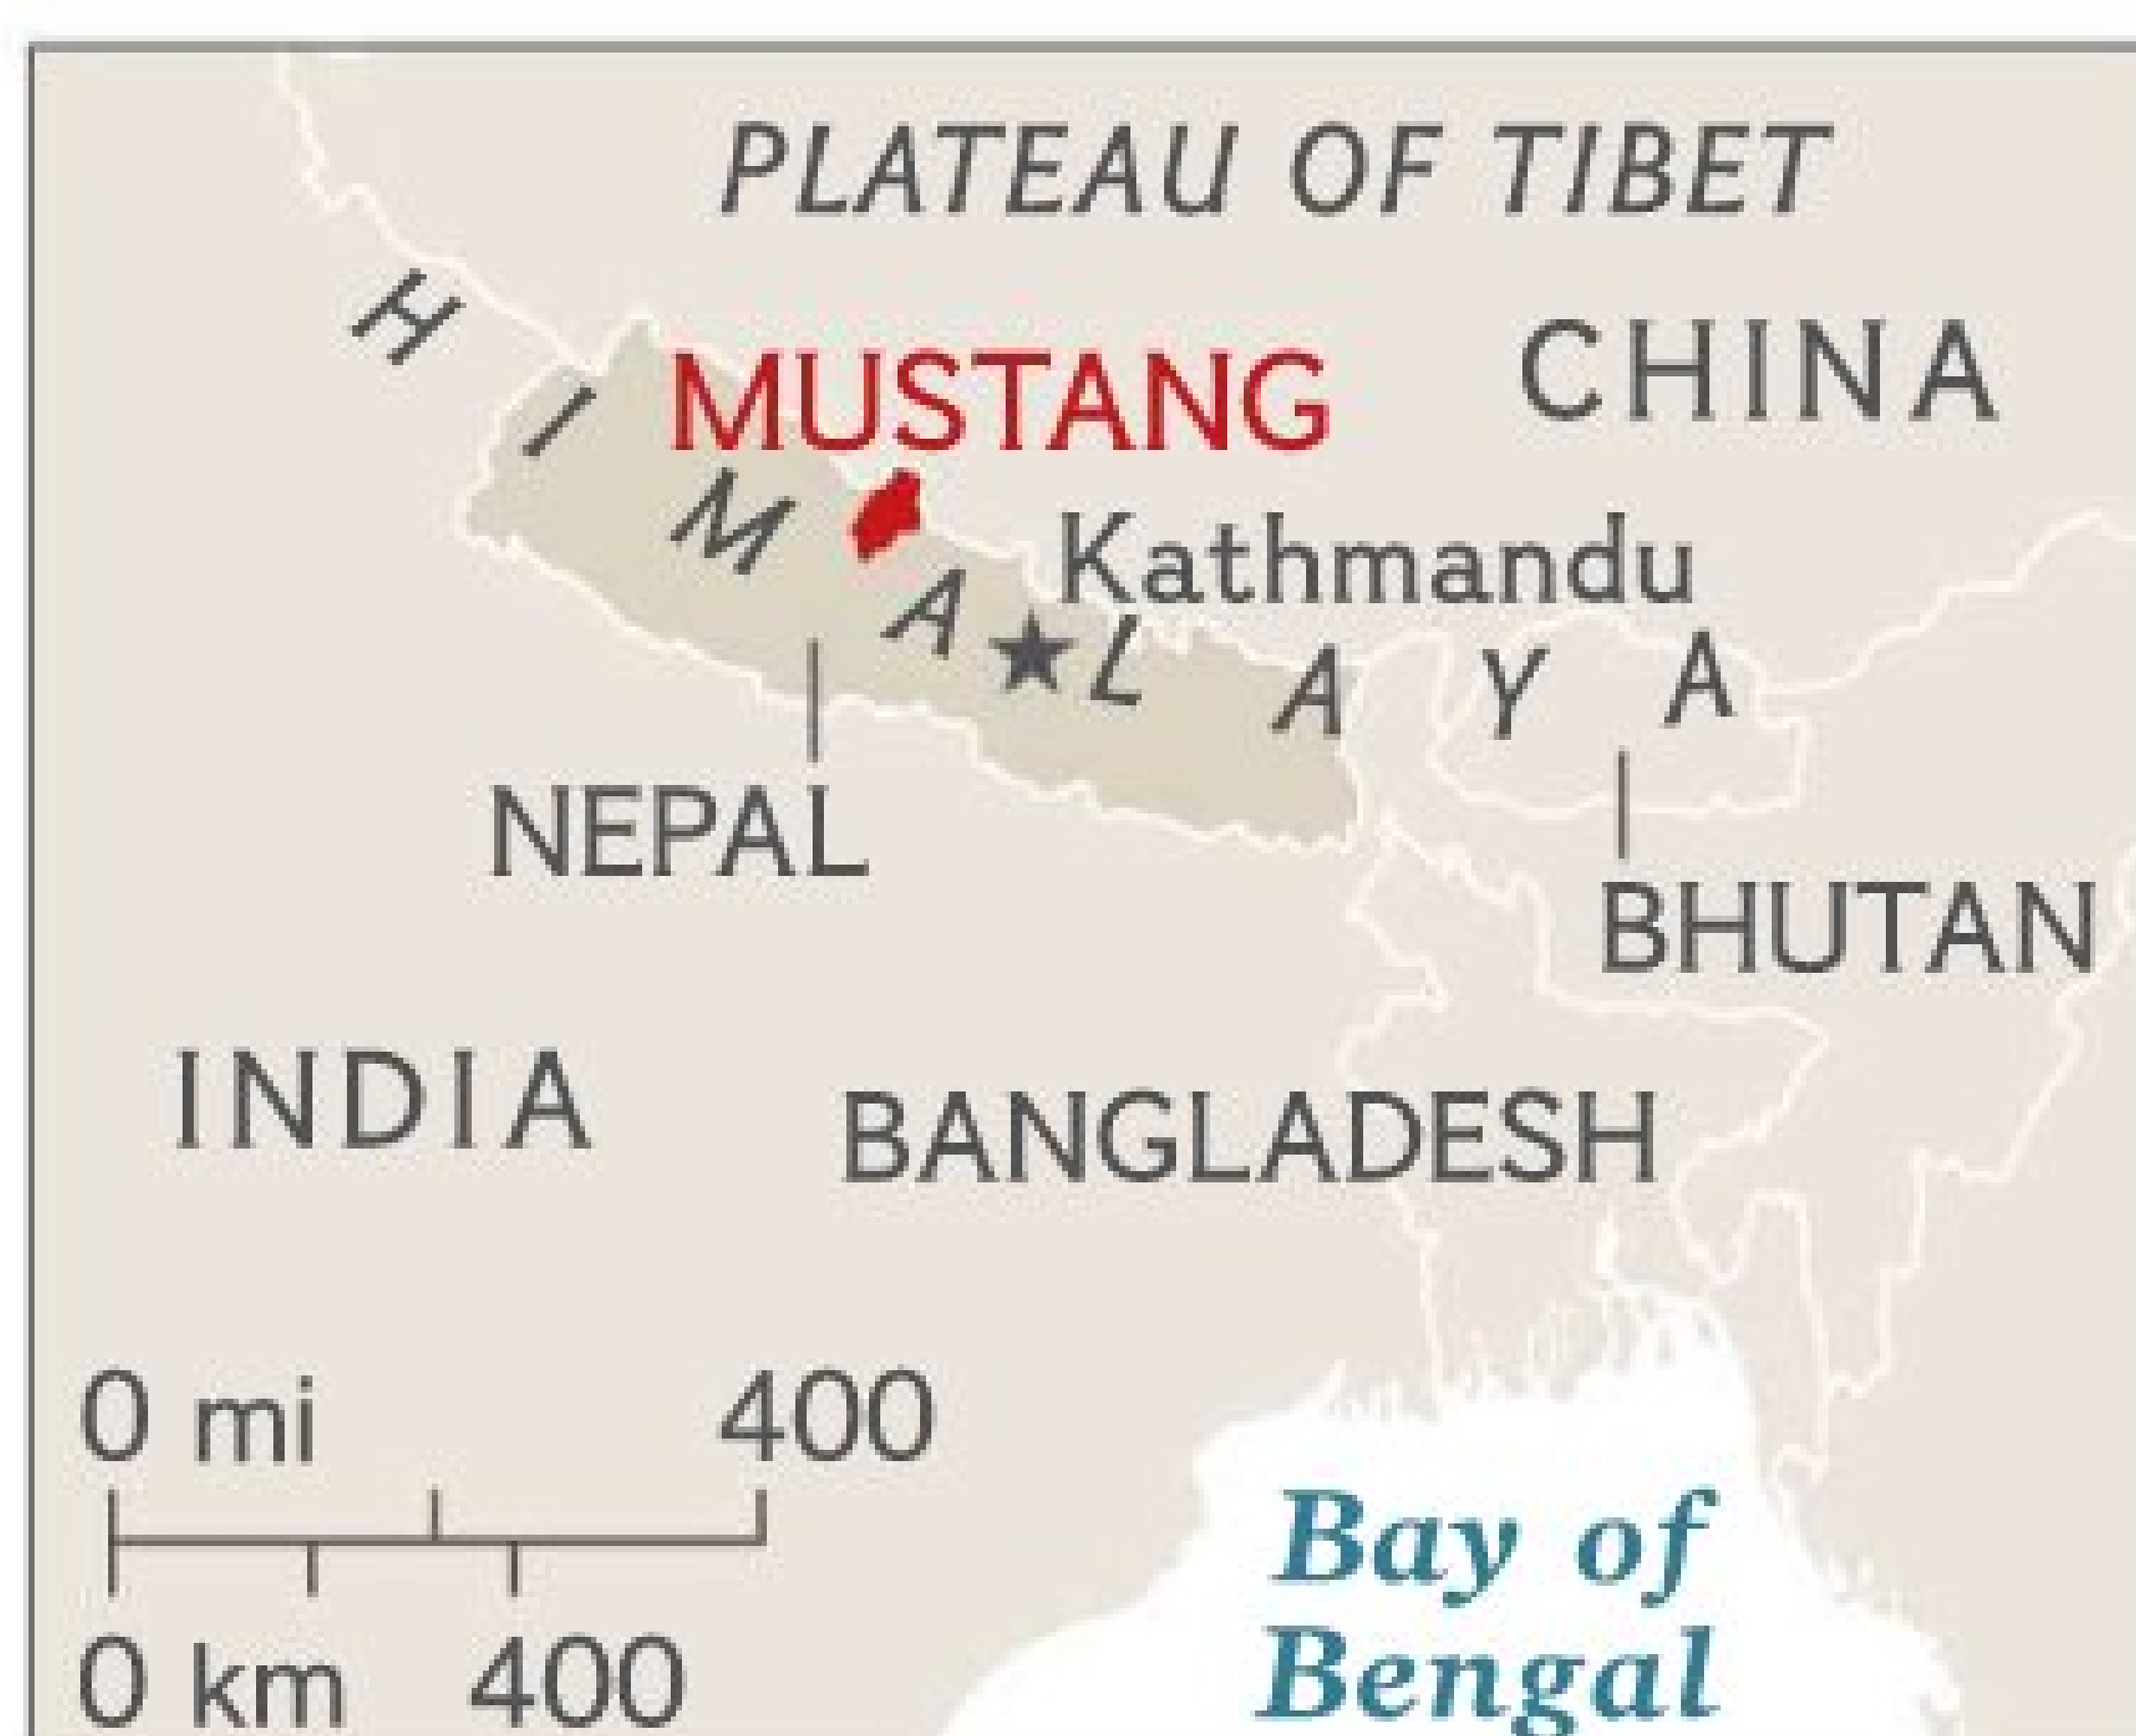 PLATEAU OF TIBET
CHINA
MUSTANG
HIMALAYA
Kathmandu
NEPAL
BHUTAN
INDIA
BANGLADESH
0 mi 400
0 km 400
Bay of
Bengal